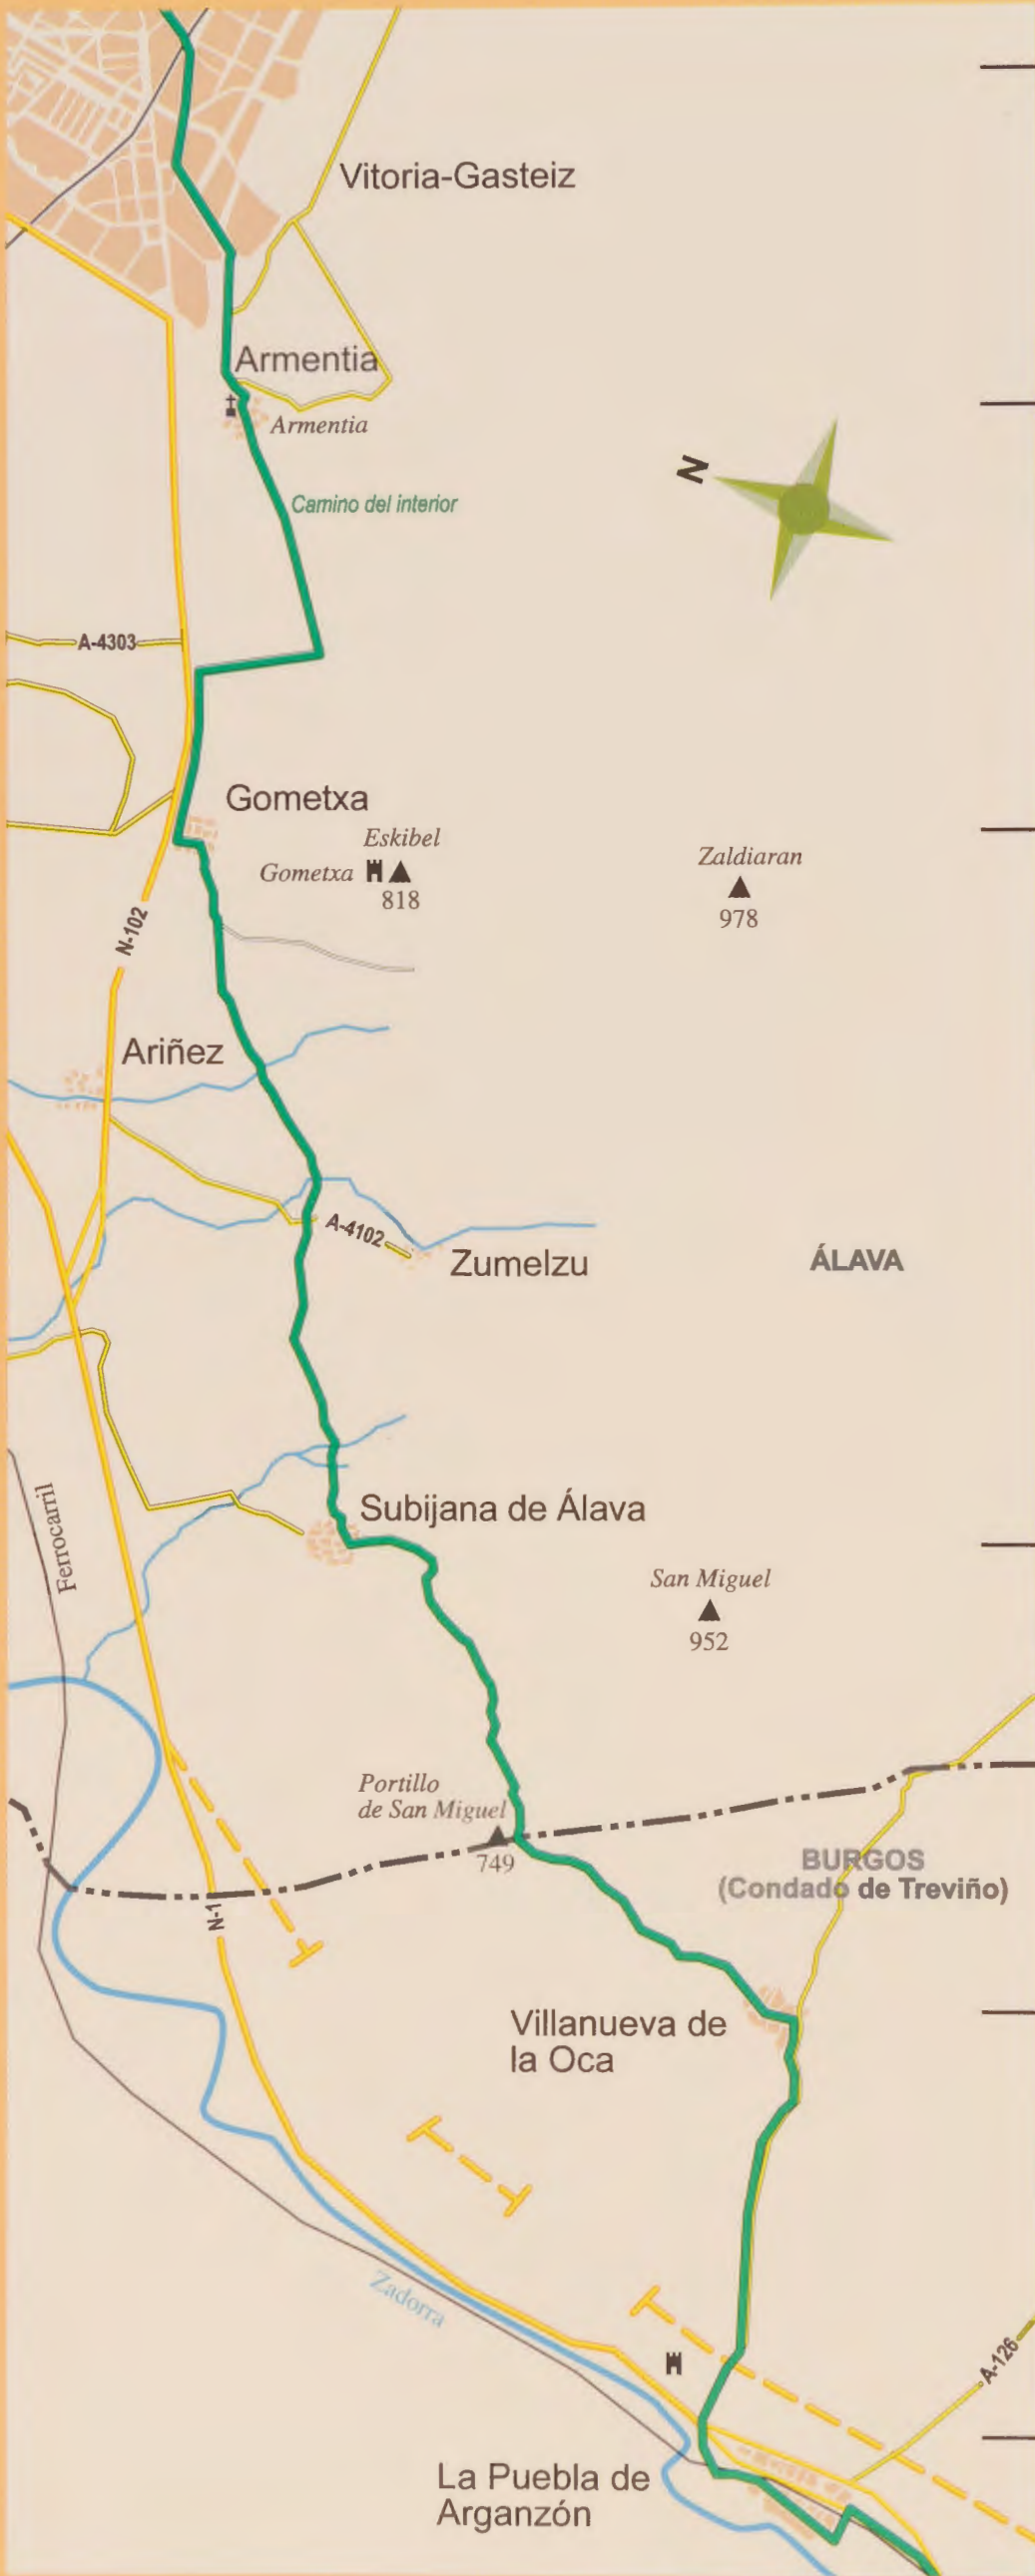 Vitoria-Gasteiz
Armentia
Armentia
Camino del interior
N
A-4303
Gometxa
Eskibel
Gometxa
818
Zaldiaran
978
N-102
Ariñez
A-4102
Zumelzu
ÁLAVA
Ferrocarril
Subijana de Álava
San Miguel
952
Portillo
de San Miguel
749
BURGOS
(Condado de Treviño)
N-1
Villanueva de
la Oca
Zadorra
A-126
La Puebla de
Arganzón